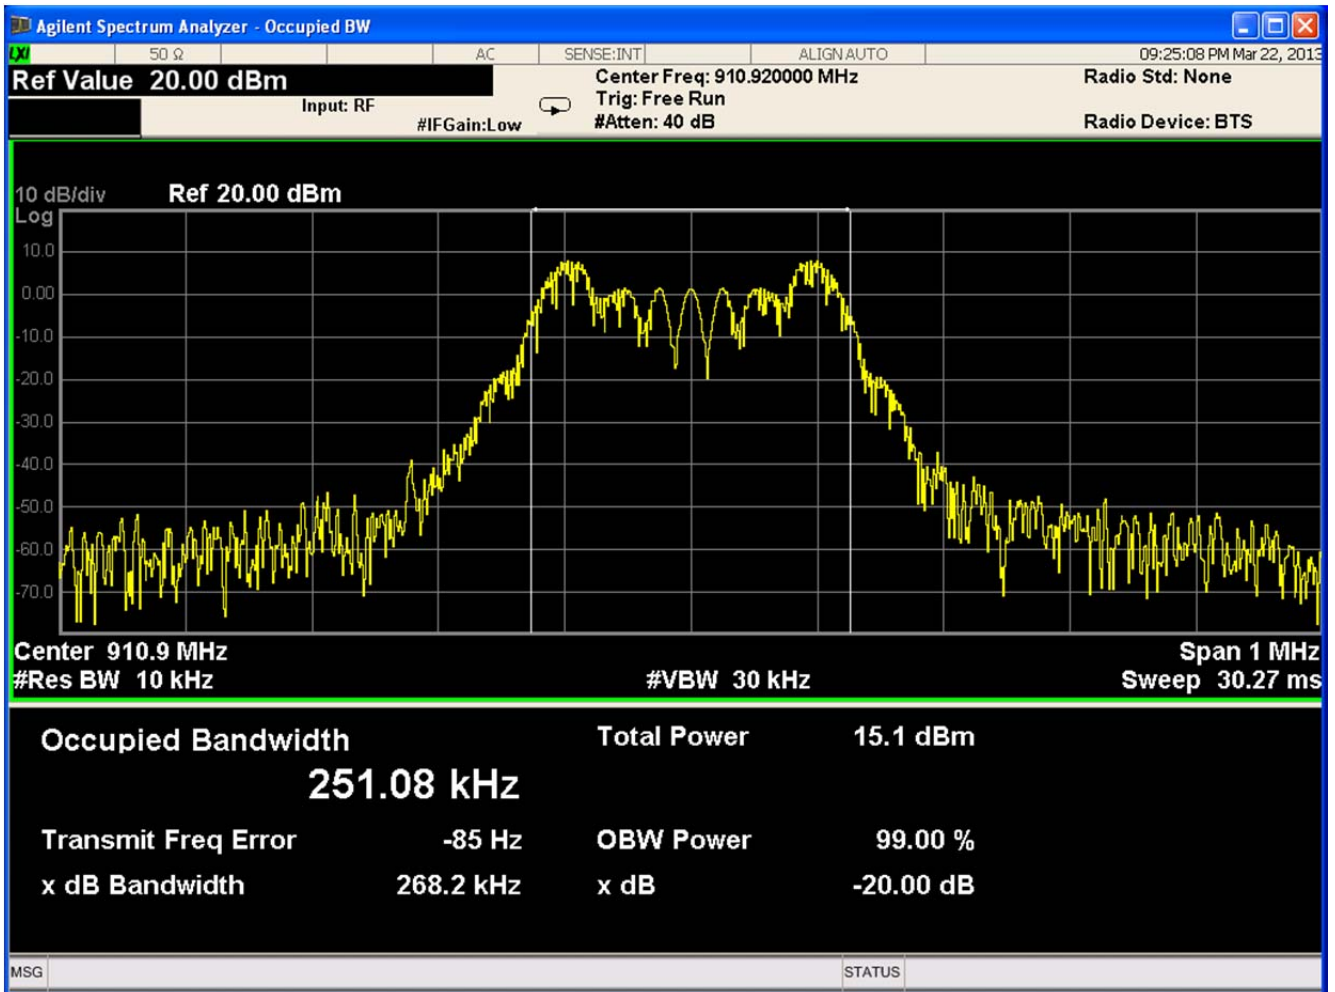 Agilent Spectrum Analyzer - Occupied BW
LXI 50 Ω AC SENSE:INT ALIGN AUTO 09:25:08 PM Mar 22, 2013
Ref Value 20.00 dBm Center Freq: 910.920000 MHz Radio Std: None
Input: RF Trig: Free Run
#IFGain:Low #Atten: 40 dB Radio Device: BTS
10 dB/div Ref 20.00 dBm
Log
10.0
0.00
-10.0
-20.0
-30.0
-40.0
-50.0
-60.0
-70.0
Center 910.9 MHz Span 1 MHz
#Res BW 10 kHz #VBW 30 kHz Sweep 30.27 ms
Occupied Bandwidth Total Power 15.1 dBm
251.08 kHz
Transmit Freq Error -85 Hz OBW Power 99.00 %
x dB Bandwidth 268.2 kHz x dB -20.00 dB
MSG STATUS